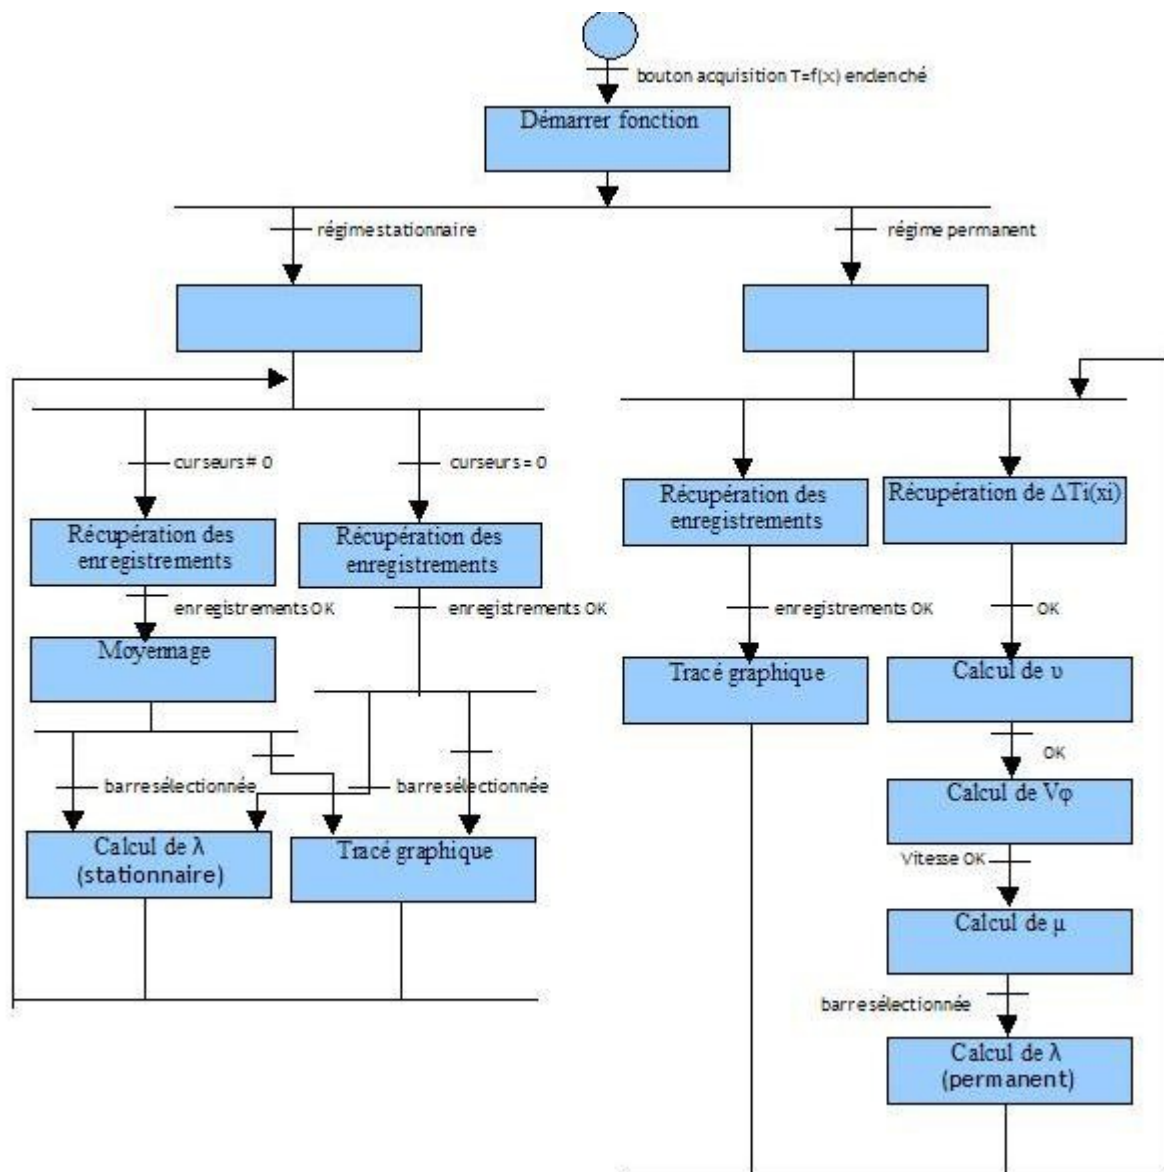 bouton acquisition T=f(x) enclenché
Démarrer fonction
régime stationnaire
régime permanent
curseurs # 0
curseurs = 0
Récupération des
enregistrements
Récupération des
enregistrements
Récupération des
enregistrements
Récupération de ΔTi(xi)
enregistrements OK
enregistrements OK
enregistrements OK
OK
Moyennage
Tracé graphique
Calcul de υ
OK
barre sélectionnée
barre sélectionnée
Calcul de Vφ
Calcul de λ
(stationnaire)
Tracé graphique
Vitesse OK
Calcul de μ
barre sélectionnée
Calcul de λ
(permanent)